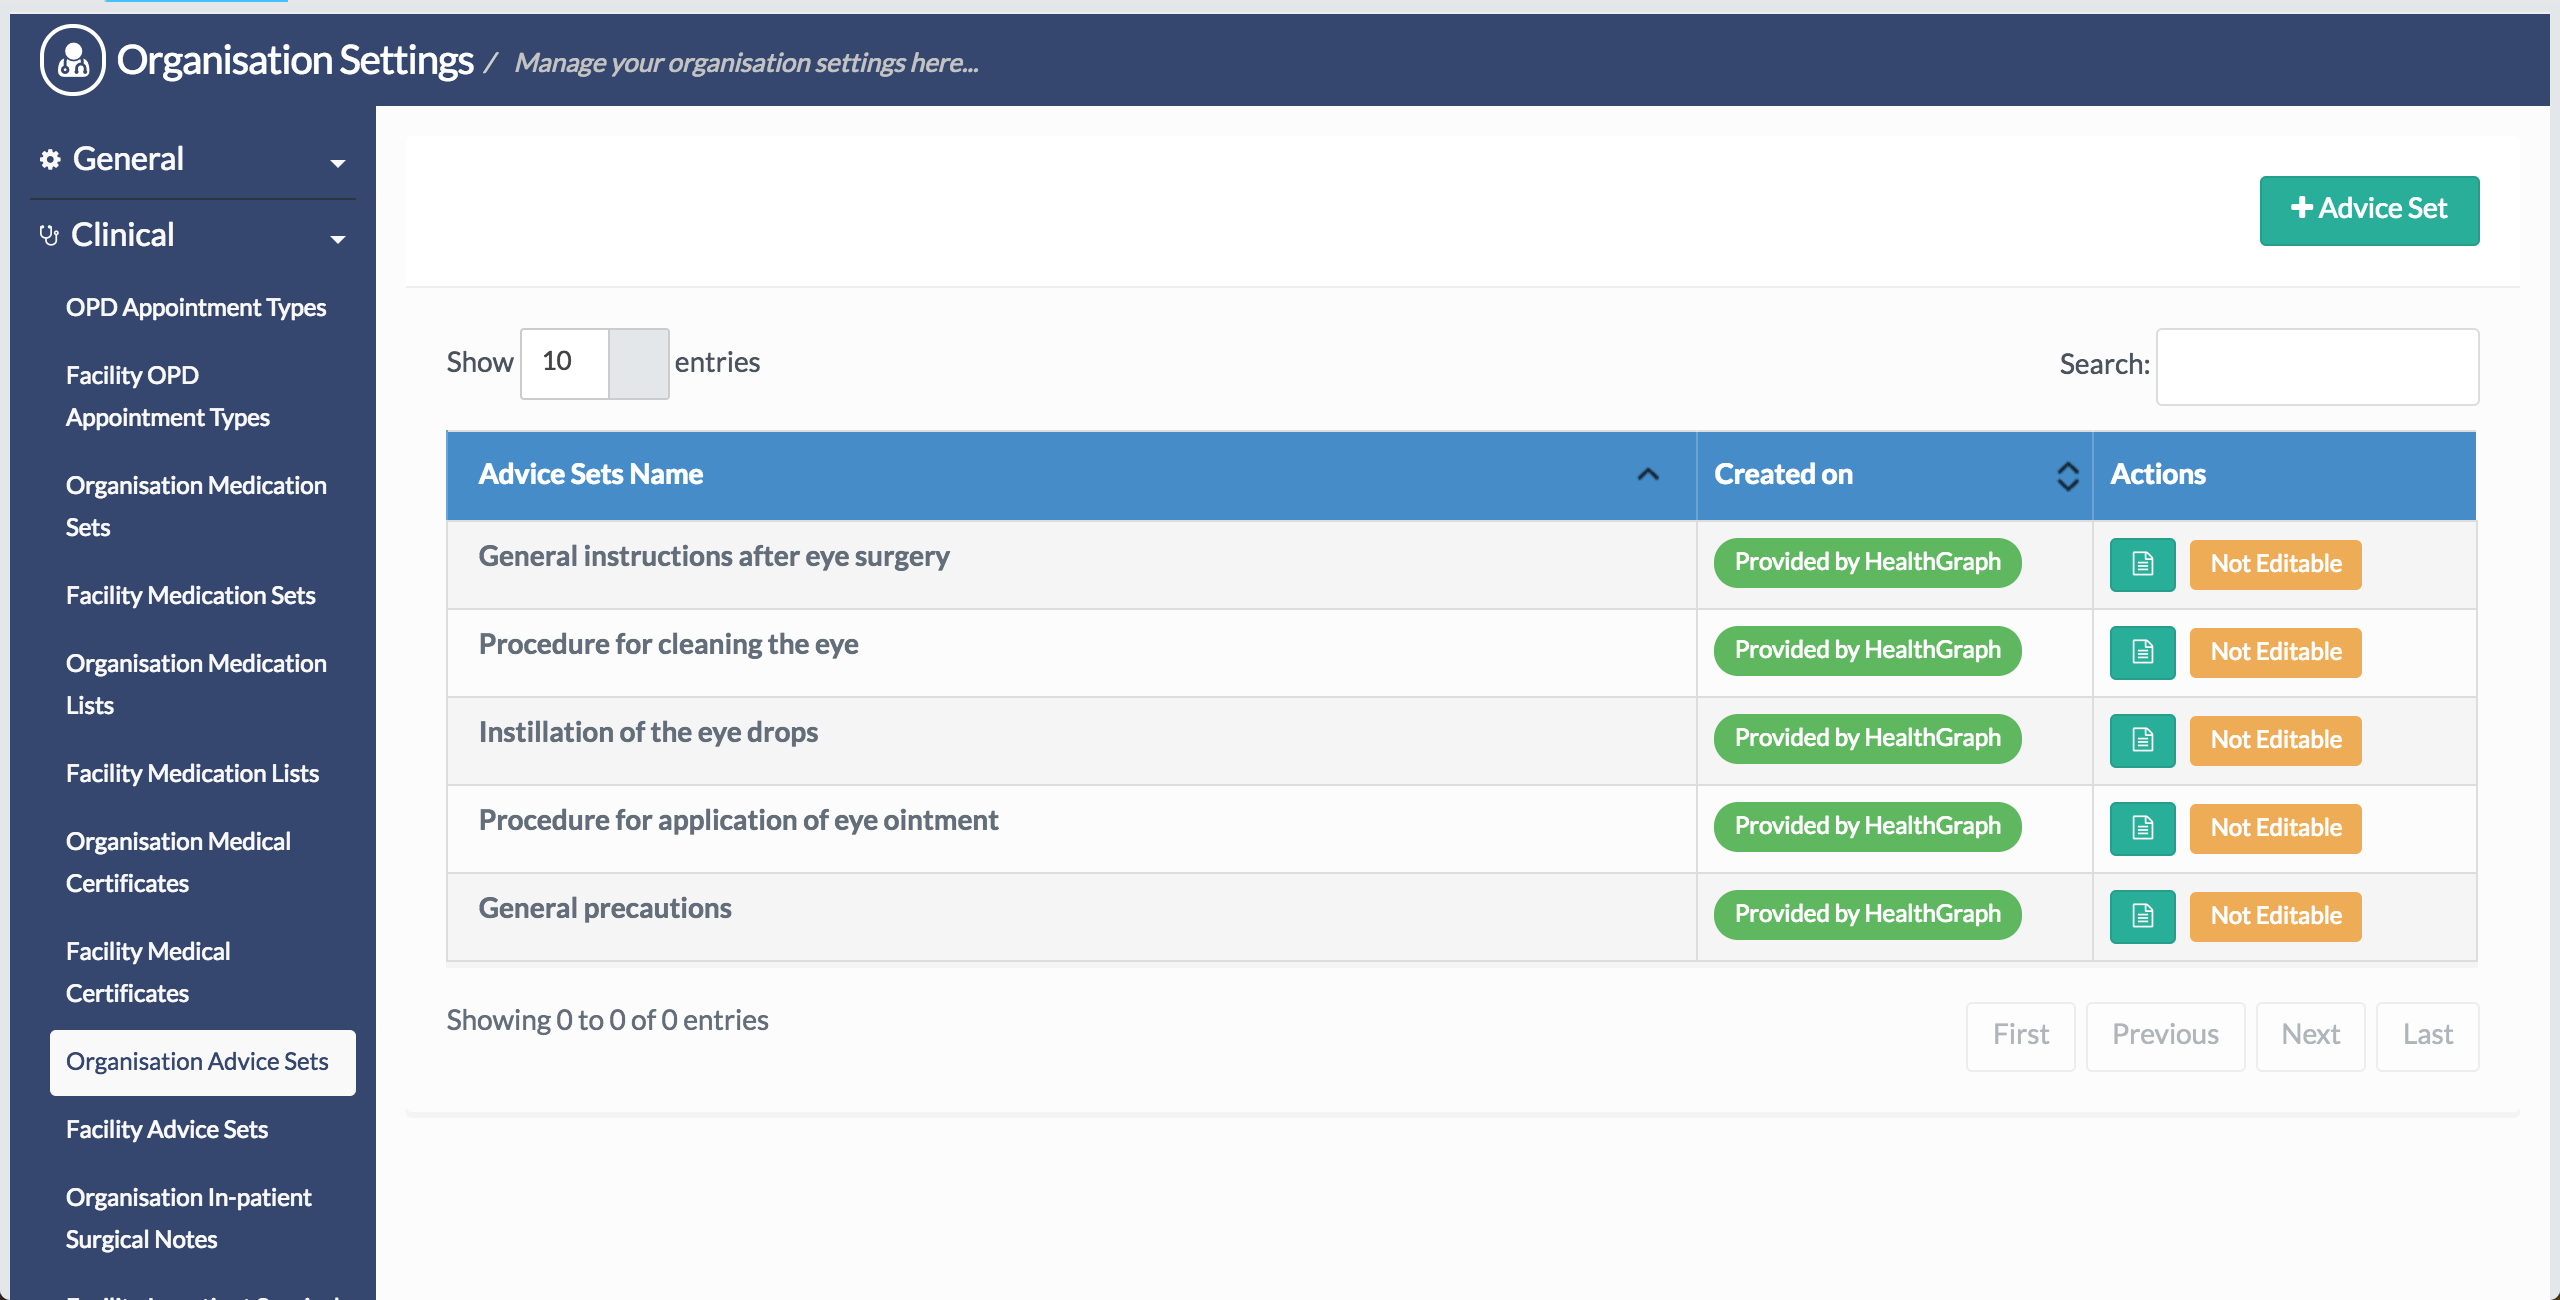 Organisation Settings / Manage your organisation settings here...
General
Clinical
OPD Appointment Types
Facility OPD
Appointment Types
Organisation Medication
Sets
Facility Medication Sets
Organisation Medication
Lists
Facility Medication Lists
Organisation Medical
Certificates
Facility Medical
Certificates
Organisation Advice Sets
Facility Advice Sets
Organisation In-patient
Surgical Notes
+ Advice Set
Show 10 entries
Search:
Advice Sets Name Created on Actions
General instructions after eye surgery Provided by HealthGraph Not Editable
Procedure for cleaning the eye Provided by HealthGraph Not Editable
Instillation of the eye drops Provided by HealthGraph Not Editable
Procedure for application of eye ointment Provided by HealthGraph Not Editable
General precautions Provided by HealthGraph Not Editable
Showing 0 to 0 of 0 entries
First Previous Next Last